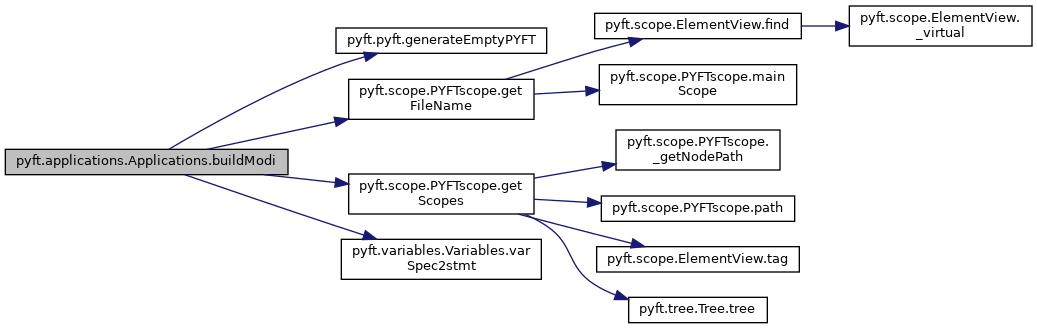 pyft.applications.Applications.buildModi
pyft.pyft.generateEmptyPYFT
pyft.scope.PYFTscope.get
FileName
pyft.scope.ElementView.find
pyft.scope.ElementView.
_virtual
pyft.scope.PYFTscope.main
Scope
pyft.scope.PYFTscope.get
Scopes
pyft.scope.PYFTscope.
_getNodePath
pyft.scope.PYFTscope.path
pyft.scope.ElementView.tag
pyft.tree.Tree.tree
pyft.variables.Variables.var
Spec2stmt